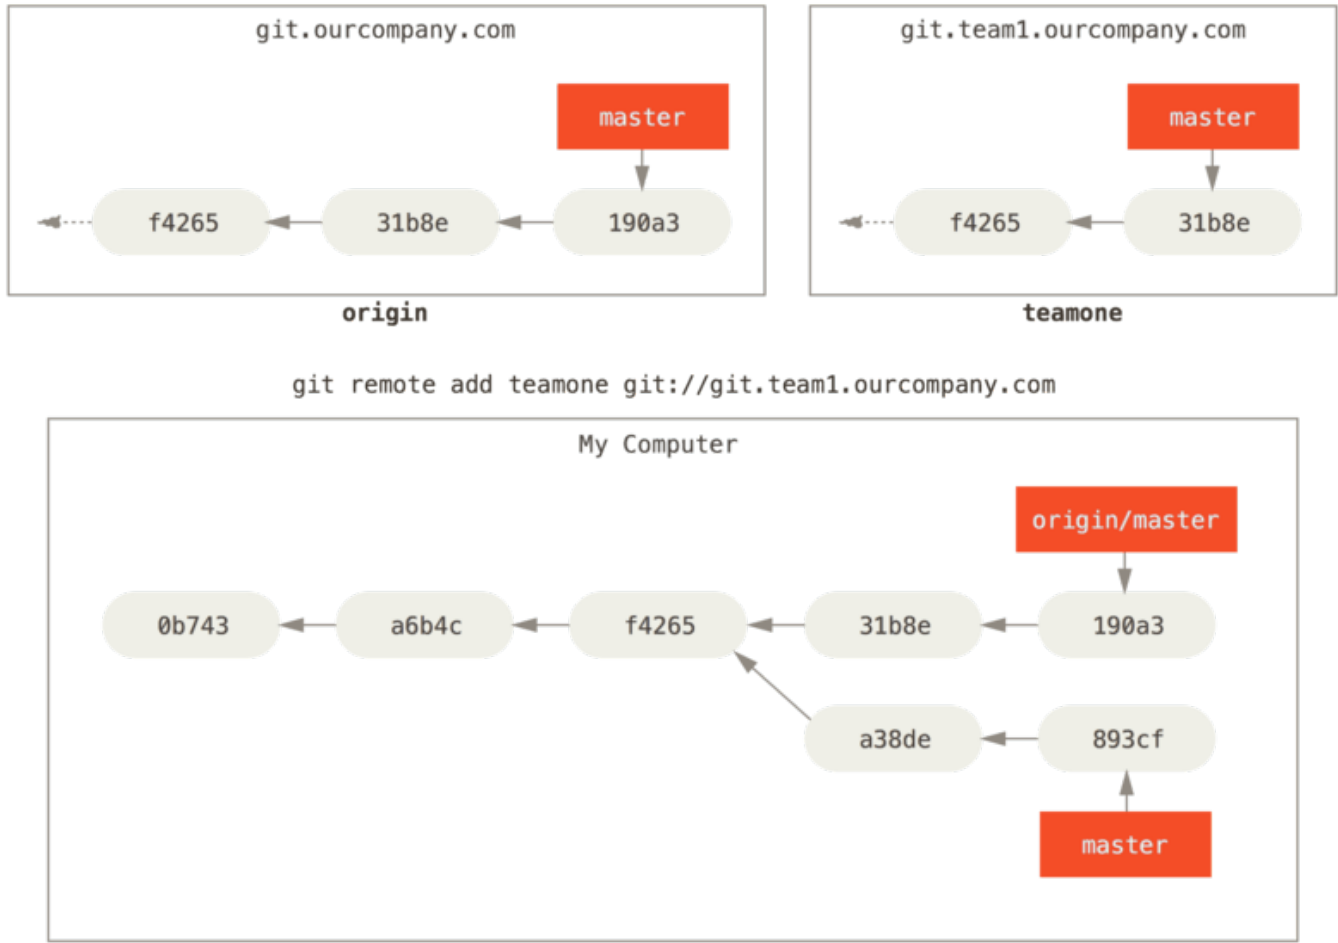 git.ourcompany.com
master
f4265
31b8e
190a3
origin
git.team1.ourcompany.com
master
f4265
31b8e
teamone
git remote add teamone git://git.team1.ourcompany.com
My Computer
origin/master
0b743
a6b4c
f4265
31b8e
190a3
a38de
893cf
master